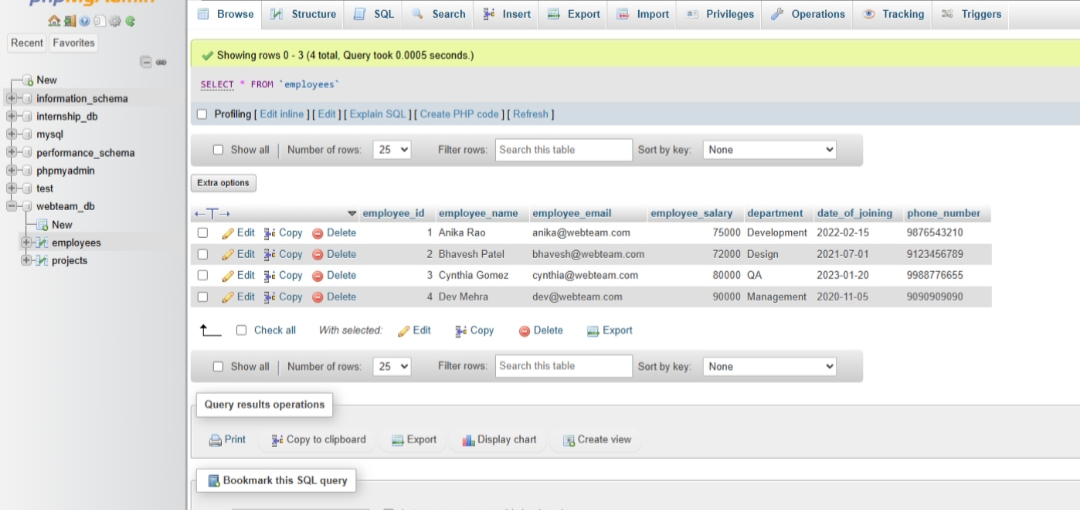 phpMyAdmin
Browse Structure SQL Search Insert Export Import Privileges Operations Tracking Triggers
Recent Favorites
New
information_schema
internship_db
mysql
performance_schema
phpmyadmin
test
webteam_db
New
employees
projects
Showing rows 0 - 3 (4 total, Query took 0.0005 seconds.)
SELECT * FROM `employees`
Profiling [ Edit inline ] [ Edit ] [ Explain SQL ] [ Create PHP code ] [ Refresh ]
Show all | Number of rows: 25 Filter rows: Search this table Sort by key: None
Extra options
←T→ employee_id employee_name employee_email employee_salary department date_of_joining phone_number
Edit Copy Delete 1 Anika Rao anika@webteam.com 75000 Development 2022-02-15 9876543210
Edit Copy Delete 2 Bhavesh Patel bhavesh@webteam.com 72000 Design 2021-07-01 9123456789
Edit Copy Delete 3 Cynthia Gomez cynthia@webteam.com 80000 QA 2023-01-20 9988776655
Edit Copy Delete 4 Dev Mehra dev@webteam.com 90000 Management 2020-11-05 9090909090
Check all With selected: Edit Copy Delete Export
Show all | Number of rows: 25 Filter rows: Search this table Sort by key: None
Query results operations
Print Copy to clipboard Export Display chart Create view
Bookmark this SQL query